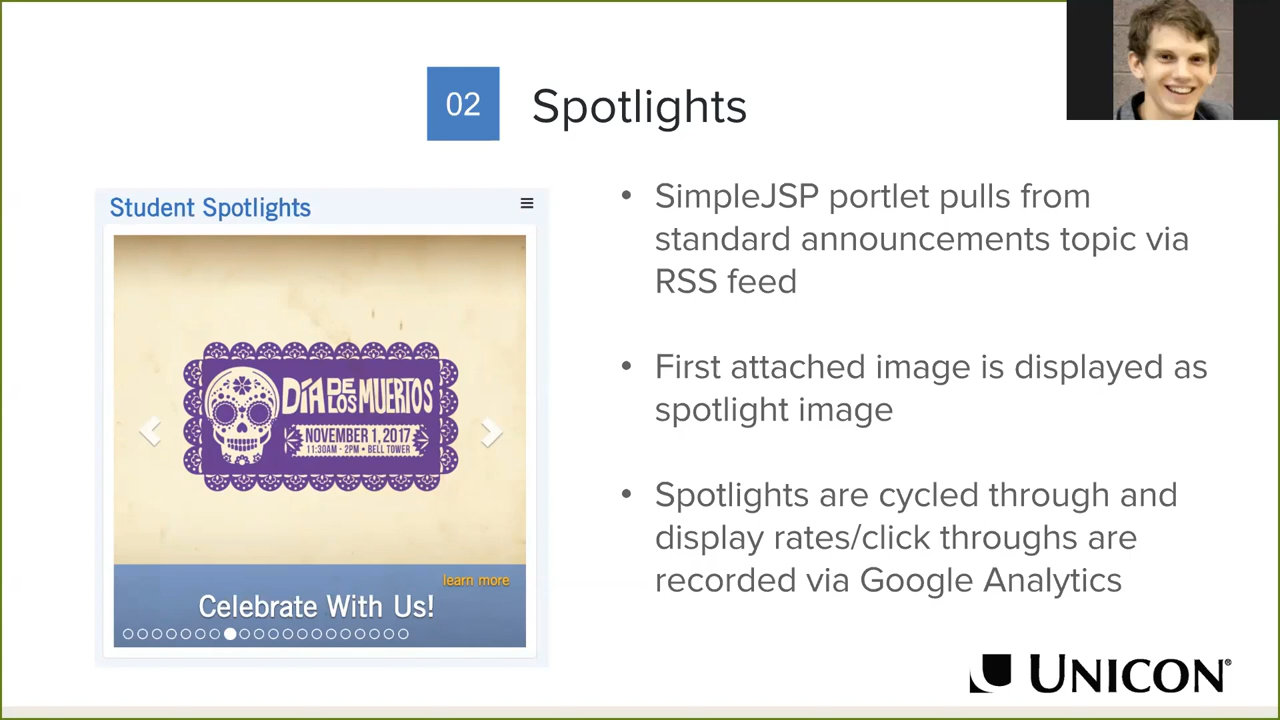 02
Spotlights
Student Spotlights
DÍA DE LOS MUERTOS
NOVEMBER 1, 2017
11:30AM - 2PM • BELL TOWER
learn more
Celebrate With Us!
• SimpleJSP portlet pulls from
standard announcements topic via
RSS feed
• First attached image is displayed as
spotlight image
• Spotlights are cycled through and
display rates/click throughs are
recorded via Google Analytics
UNICON®